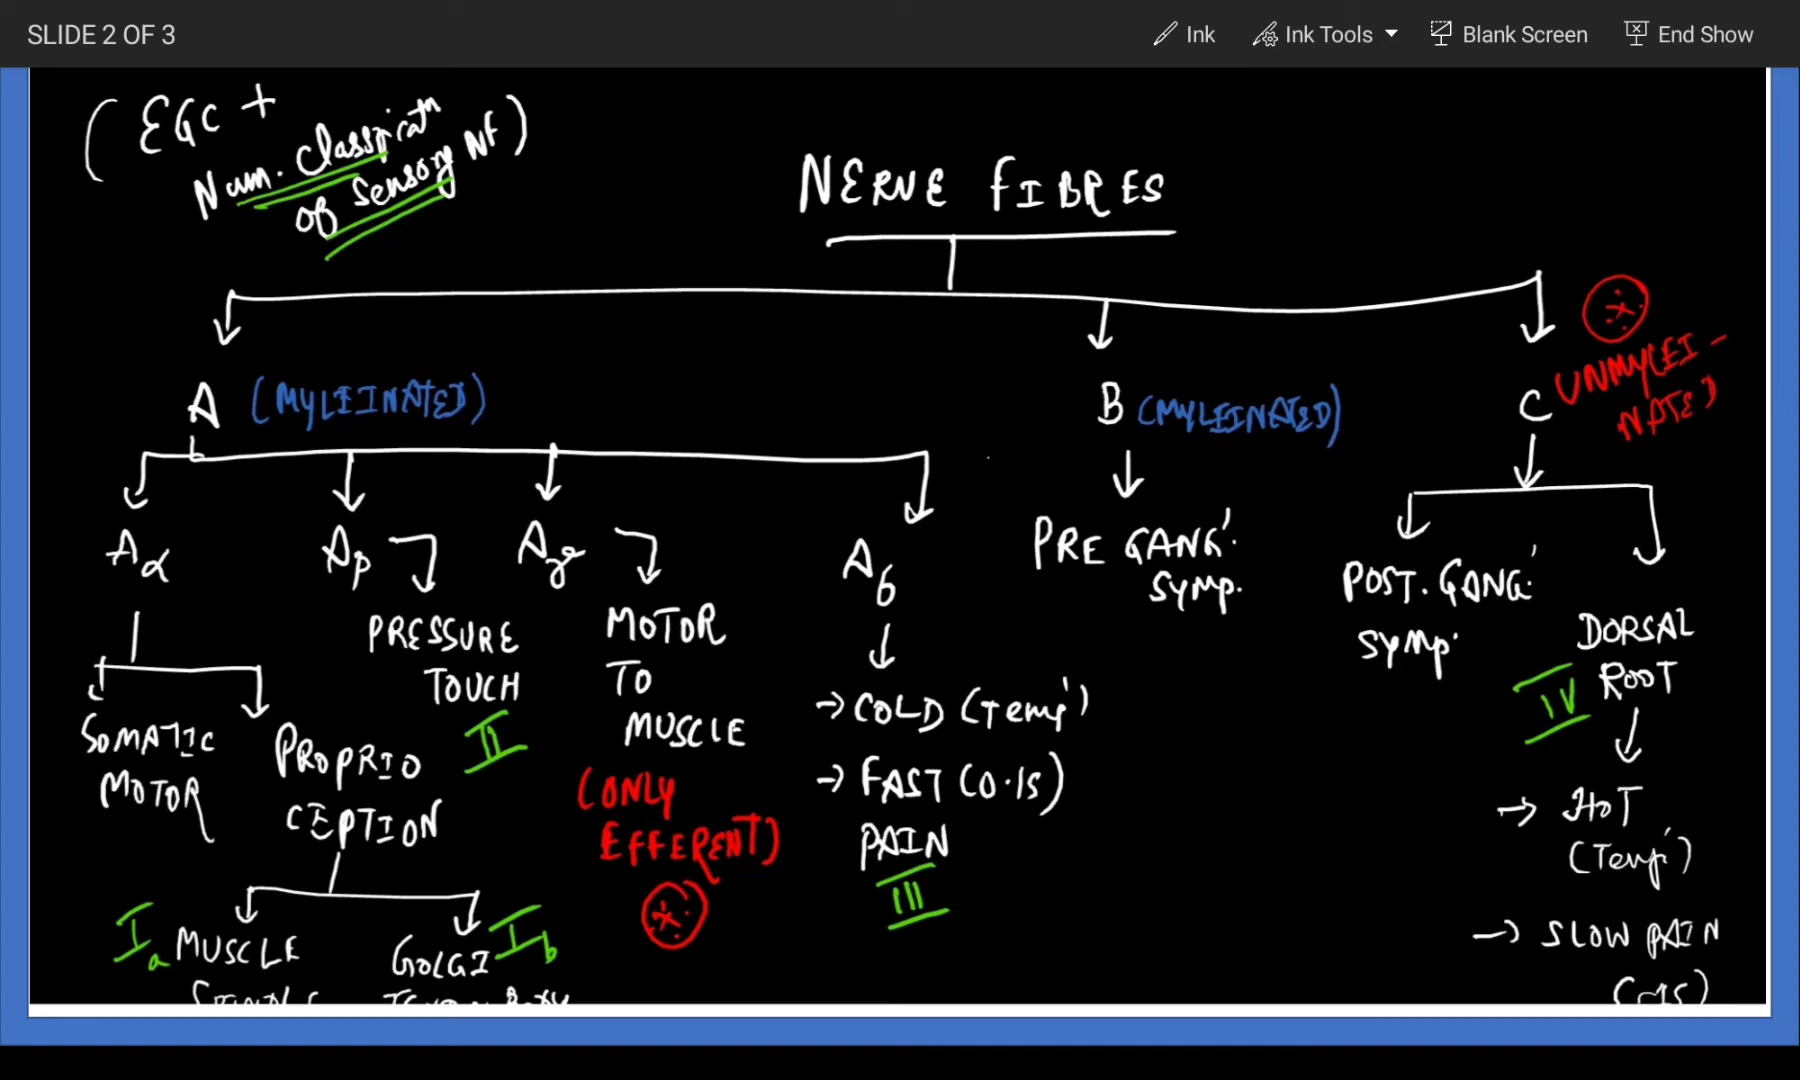 SLIDE 2 OF 3
Ink
Ink Tools
Blank Screen
End Show
(EGC +
Num. Classificatn
of Sensory NF)
NERVE FIBRES
A (MYLEINATED)
B (MYLEINATED)
C UNMYLEI-
NATED)
Aα
Aβ
Aγ
Aδ
PRE GANG'.
SYMP.
POST. GANG'.
SYMP.
DORSAL
ROOT
IV
PRESSURE
TOUCH
II
MOTOR
TO
MUSCLE
(ONLY
EFFERENT)
→ COLD (Temp')
→ FAST (0.1s)
PAIN
III
SOMATIC
MOTOR
PROPRIO
CEPTION
→ HOT
(Temp')
→ SLOW PAIN
Ia MUSCLE
GOLGI Ib